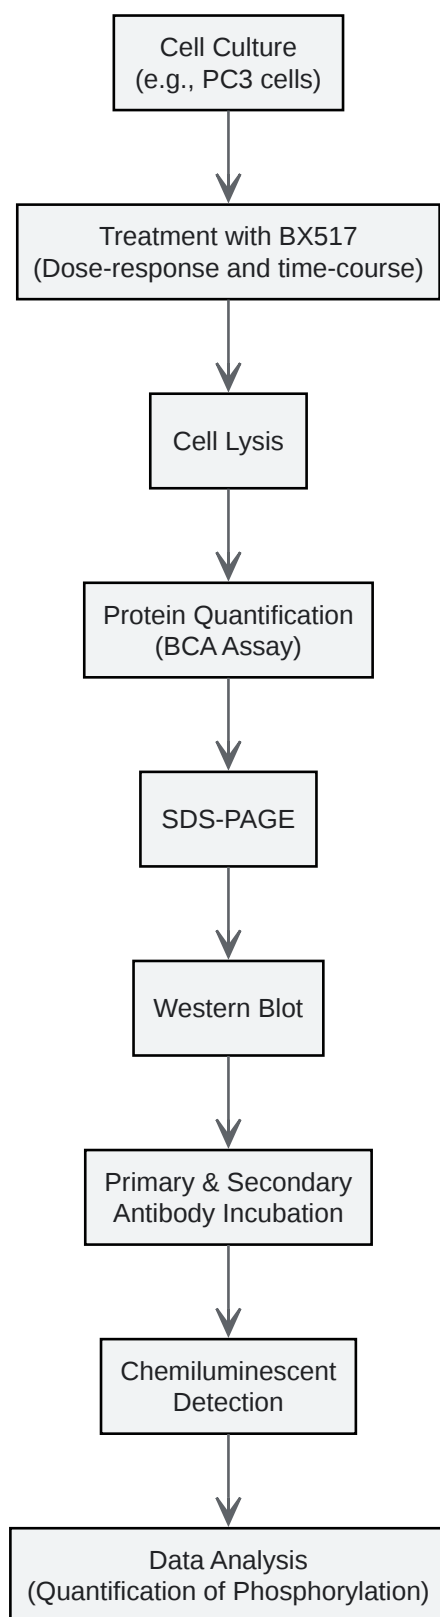 Cell Culture
(e.g., PC3 cells)
Treatment with BX517
(Dose-response and time-course)
Cell Lysis
Protein Quantification
(BCA Assay)
SDS-PAGE
Western Blot
Primary & Secondary
Antibody Incubation
Chemiluminescent
Detection
Data Analysis
(Quantification of Phosphorylation)